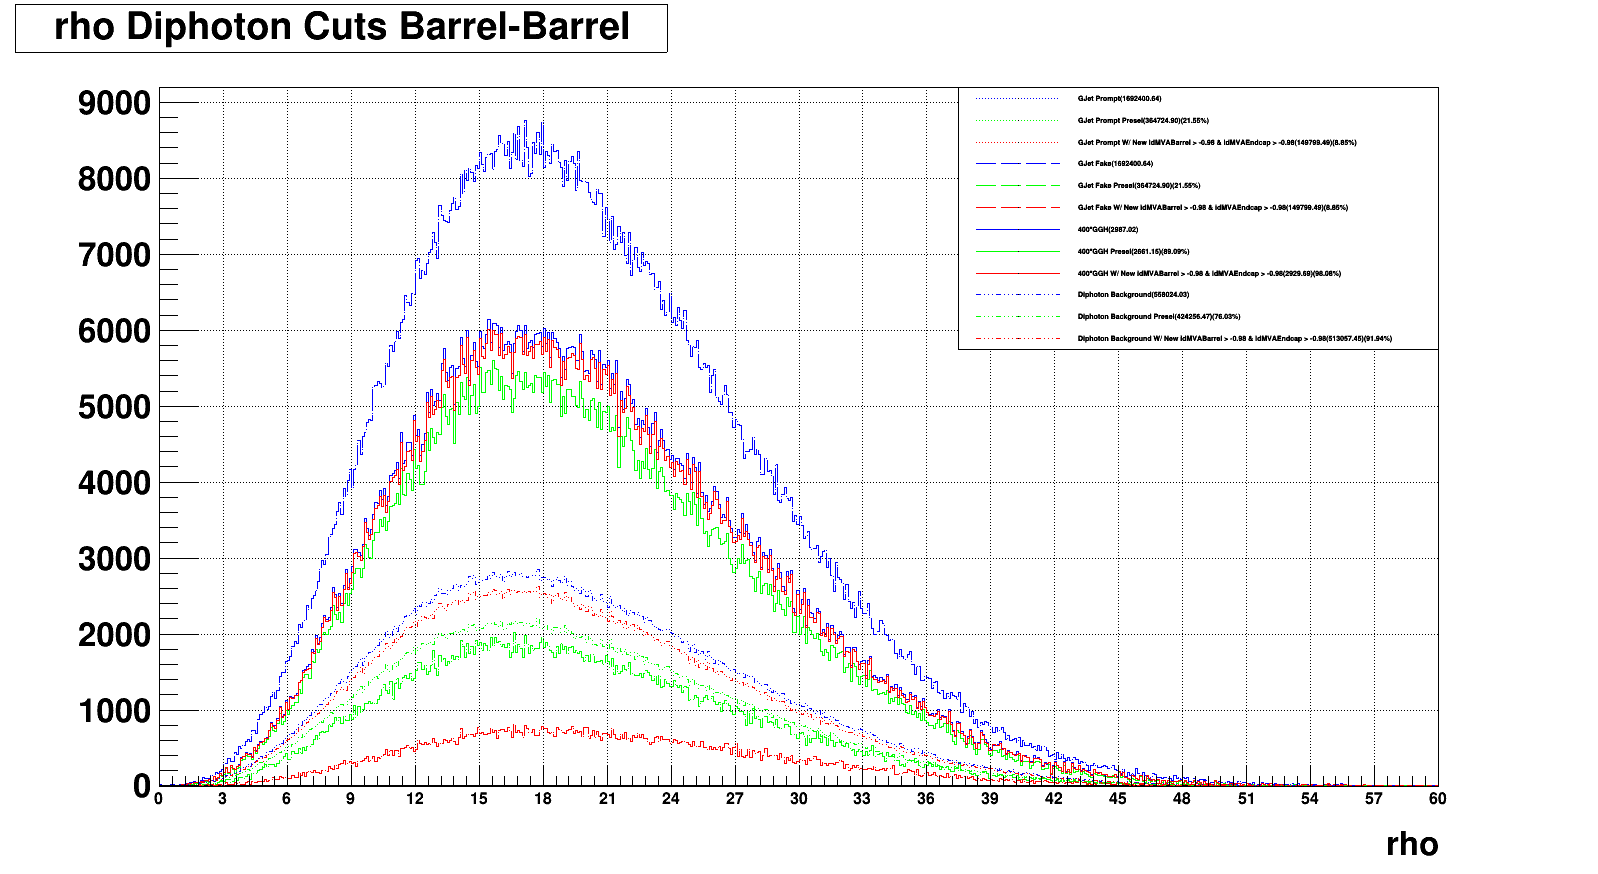 rho Diphoton Cuts Barrel-Barrel
9000
8000
7000
6000
5000
4000
3000
2000
1000
0
GJet Prompt(1692400.64)
GJet Prompt Presel(364724.90)(21.55%)
GJet Prompt W/ New IdMVABarrel > -0.98 & IdMVAEndcap > -0.98(149799.49)(8.85%)
GJet Fake(1692400.64)
GJet Fake Presel(364724.90)(21.55%)
GJet Fake W/ New IdMVABarrel > -0.98 & IdMVAEndcap > -0.98(149799.49)(8.85%)
400*GGH(2987.02)
400*GGH Presel(2661.15)(89.09%)
400*GGH W/ New IdMVABarrel > -0.98 & IdMVAEndcap > -0.98(2929.69)(98.08%)
Diphoton Background(558024.03)
Diphoton Background Presel(424256.47)(76.03%)
Diphoton Background W/ New IdMVABarrel > -0.98 & IdMVAEndcap > -0.98(513057.45)(91.94%)
0 3 6 9 12 15 18 21 24 27 30 33 36 39 42 45 48 51 54 57 60
rho